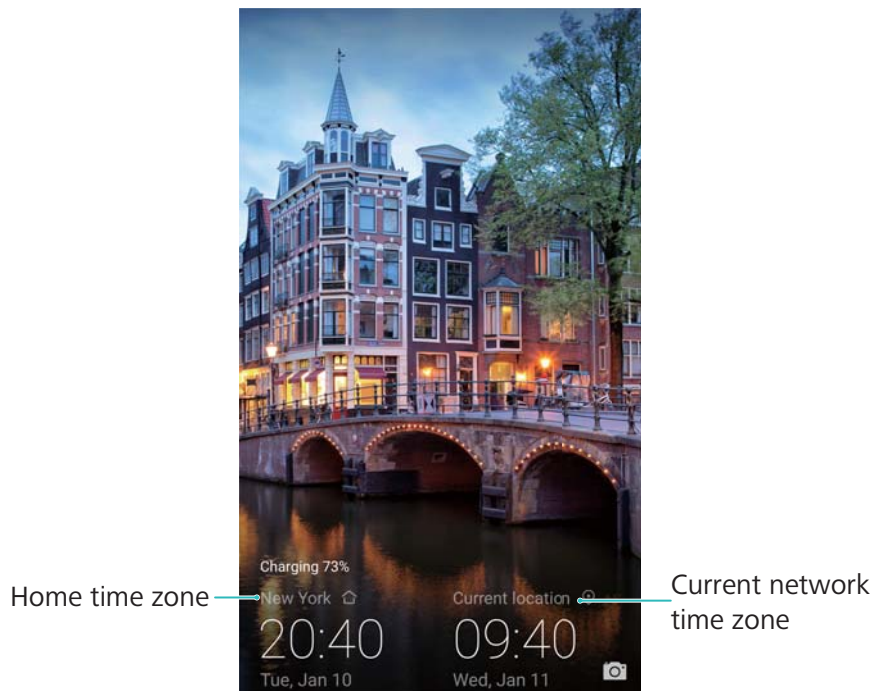 Charging 73%
Home time zone
New York
Current location
Current network
time zone
20:40
09:40
Tue, Jan 10
Wed, Jan 11